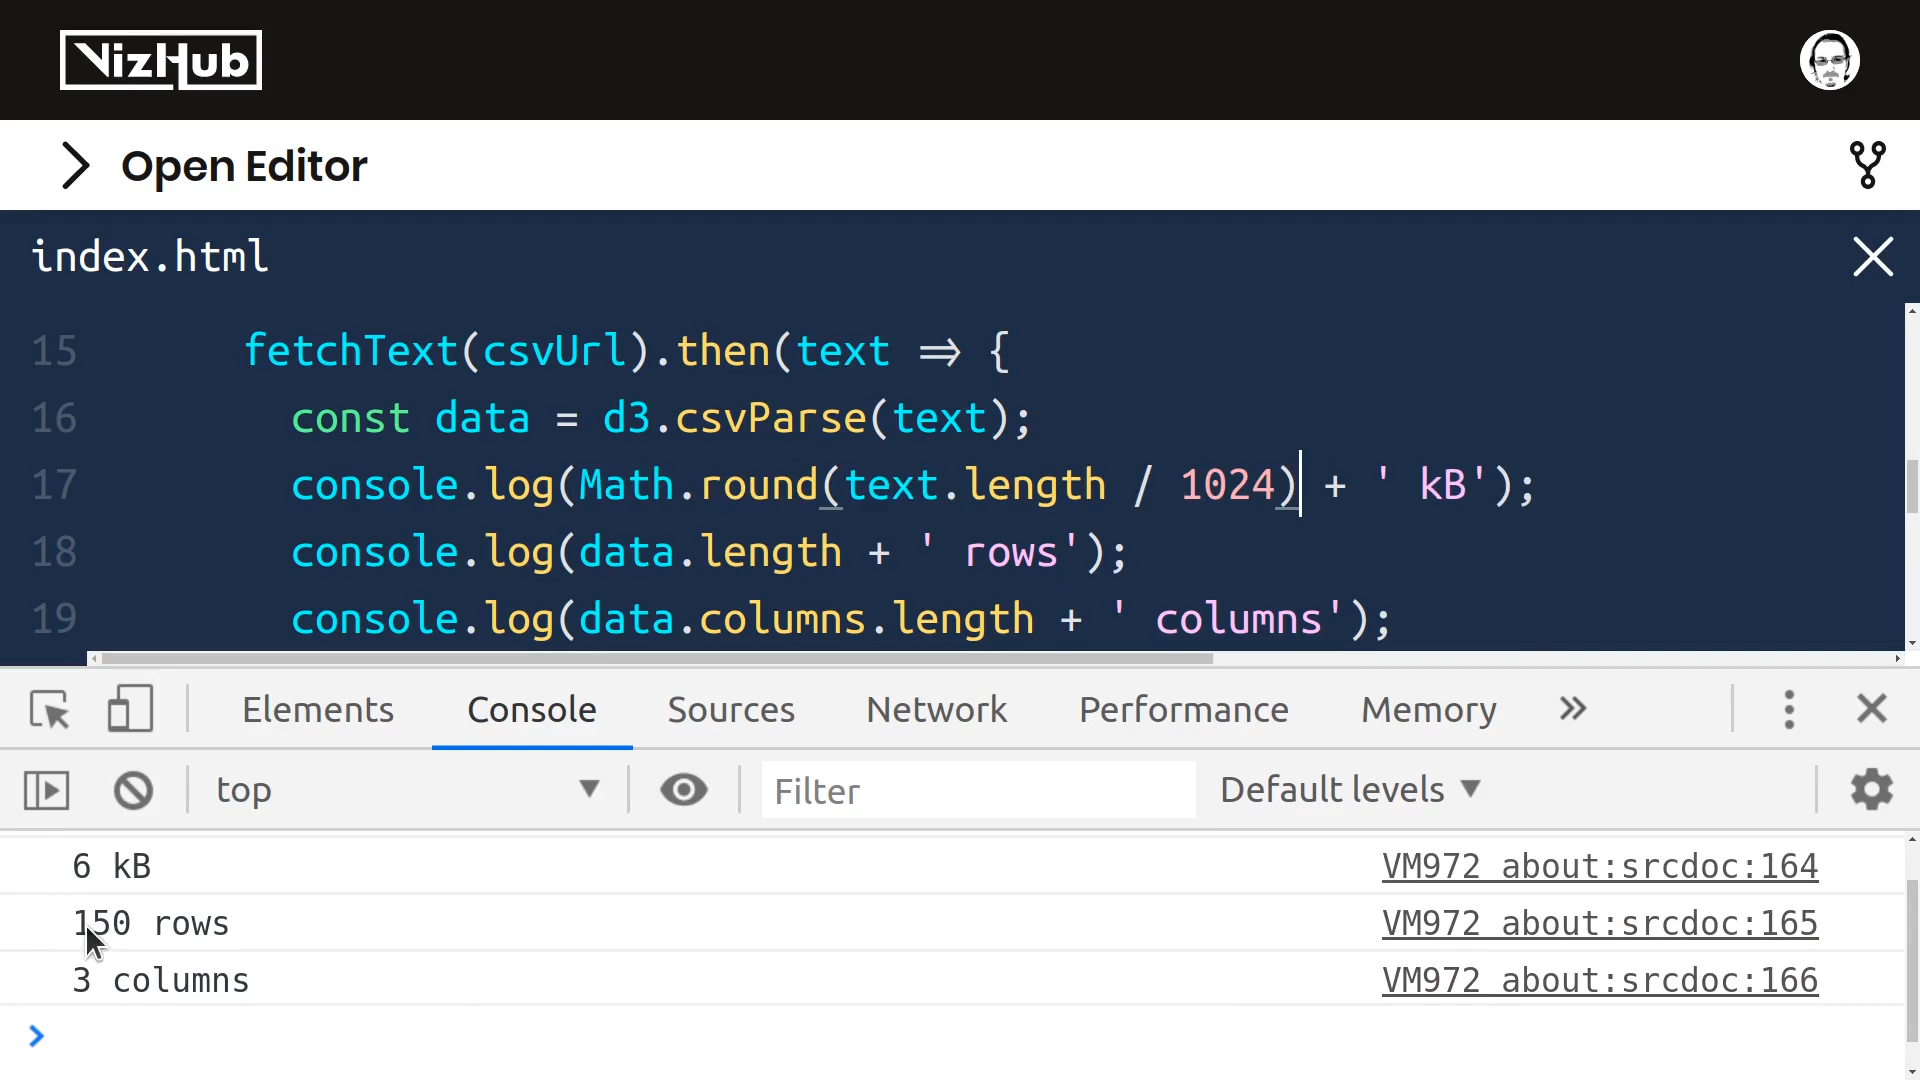 VizHub
Open Editor
index.html
15 fetchText(csvUrl).then(text => {
16 const data = d3.csvParse(text);
17 console.log(Math.round(text.length / 1024) + ' kB');
18 console.log(data.length + ' rows');
19 console.log(data.columns.length + ' columns');
Elements Console Sources Network Performance Memory
top Filter Default levels
6 kB VM972 about:srcdoc:164
150 rows VM972 about:srcdoc:165
3 columns VM972 about:srcdoc:166